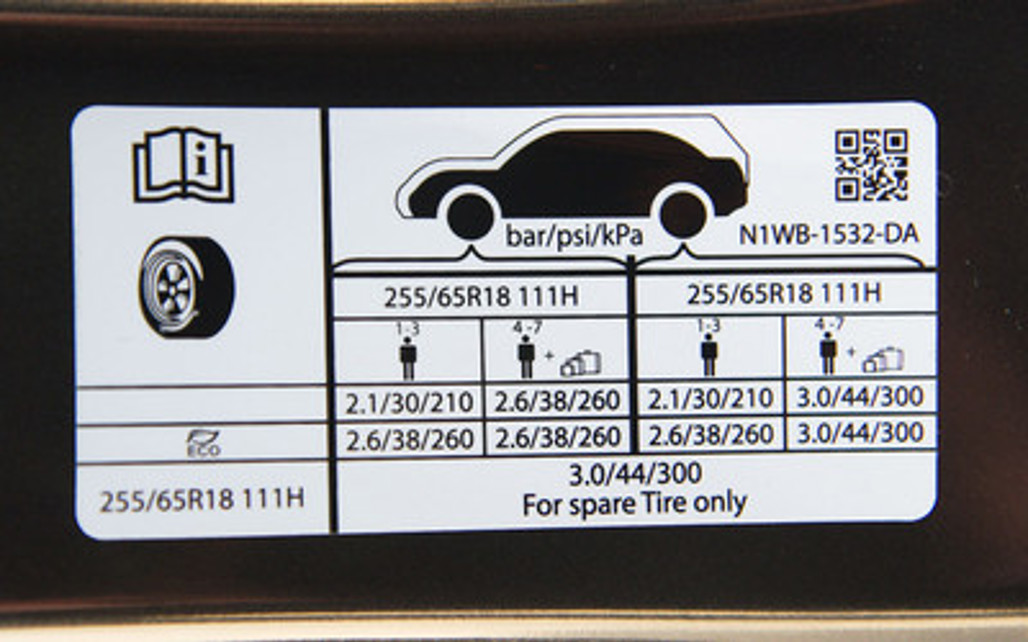 i
bar/psi/kPa
N1WB-1532-DA
255/65R18 111H
255/65R18 111H
1-3
4-7
+
1-3
4-7
+
2.1/30/210
2.6/38/260
2.1/30/210
3.0/44/300
ECO
2.6/38/260
2.6/38/260
2.6/38/260
3.0/44/300
255/65R18 111H
3.0/44/300
For spare Tire only